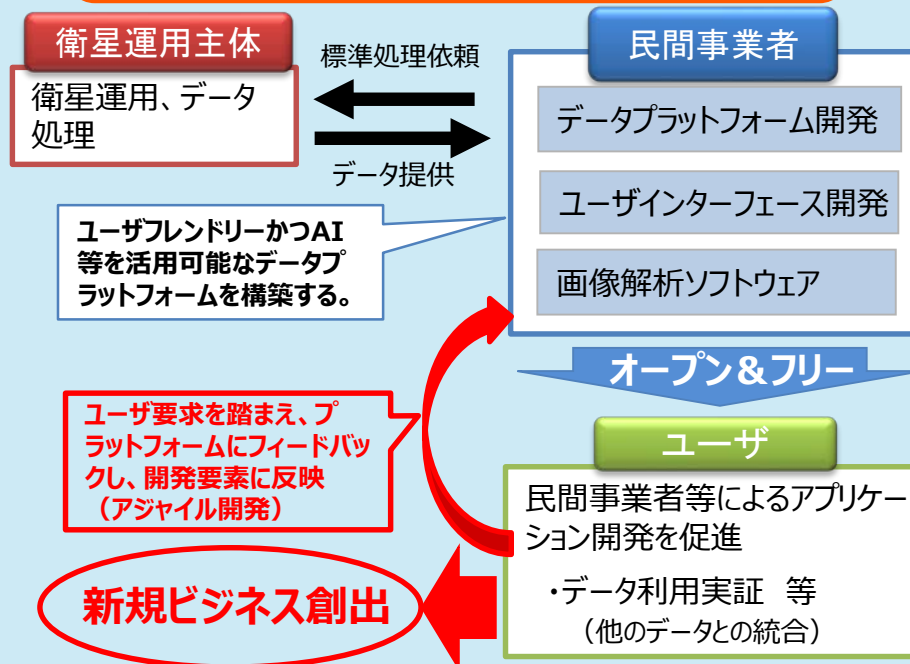 衛星運用主体
衛星運用、データ
処理
標準処理依頼
データ提供
民間事業者
データプラットフォーム開発
ユーザインターフェース開発
画像解析ソフトウェア
ユーザフレンドリーかつAI
等を活用可能なデータプ
ラットフォームを構築する。
オープン&フリー
ユーザ要求を踏まえ、プ
ラットフォームにフィードバッ
クし、開発要素に反映
（アジャイル開発）
ユーザ
民間事業者等によるアプリケー
ション開発を促進
・データ利用実証　等
（他のデータとの統合）
新規ビジネス創出